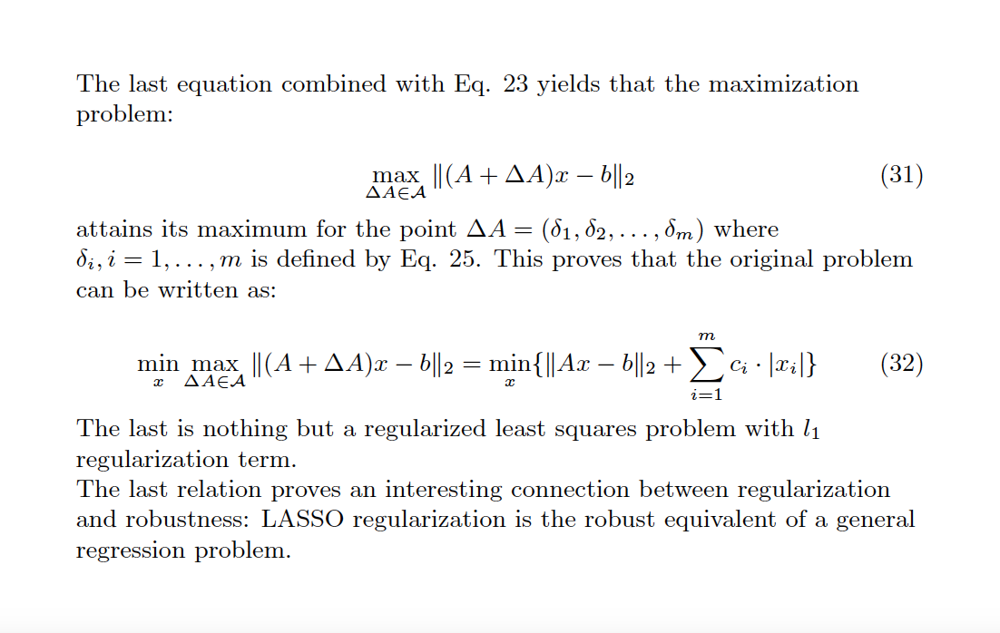 The last equation combined with Eq. 23 yields that the maximization
problem:
max_{ΔA∈𝒜} ‖(A + ΔA)x − b‖₂ (31)
attains its maximum for the point ΔA = (δ₁, δ₂, . . . , δₘ) where
δᵢ, i = 1, . . . , m is defined by Eq. 25. This proves that the original problem
can be written as:
min_x max_{ΔA∈𝒜} ‖(A + ΔA)x − b‖₂ = min_x{‖Ax − b‖₂ + ∑_{i=1}^{m} cᵢ · |xᵢ|} (32)
The last is nothing but a regularized least squares problem with l₁
regularization term.
The last relation proves an interesting connection between regularization
and robustness: LASSO regularization is the robust equivalent of a general
regression problem.